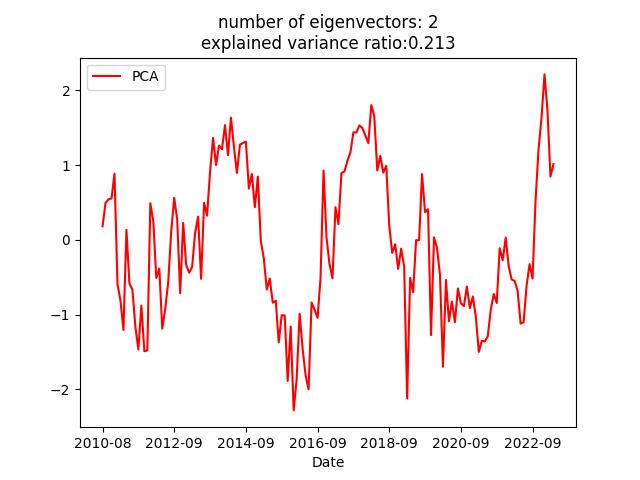 number of eigenvectors: 2
explained variance ratio:0.213
PCA
2
1
0
−1
−2
2010-08 2012-09 2014-09 2016-09 2018-09 2020-09 2022-09
Date